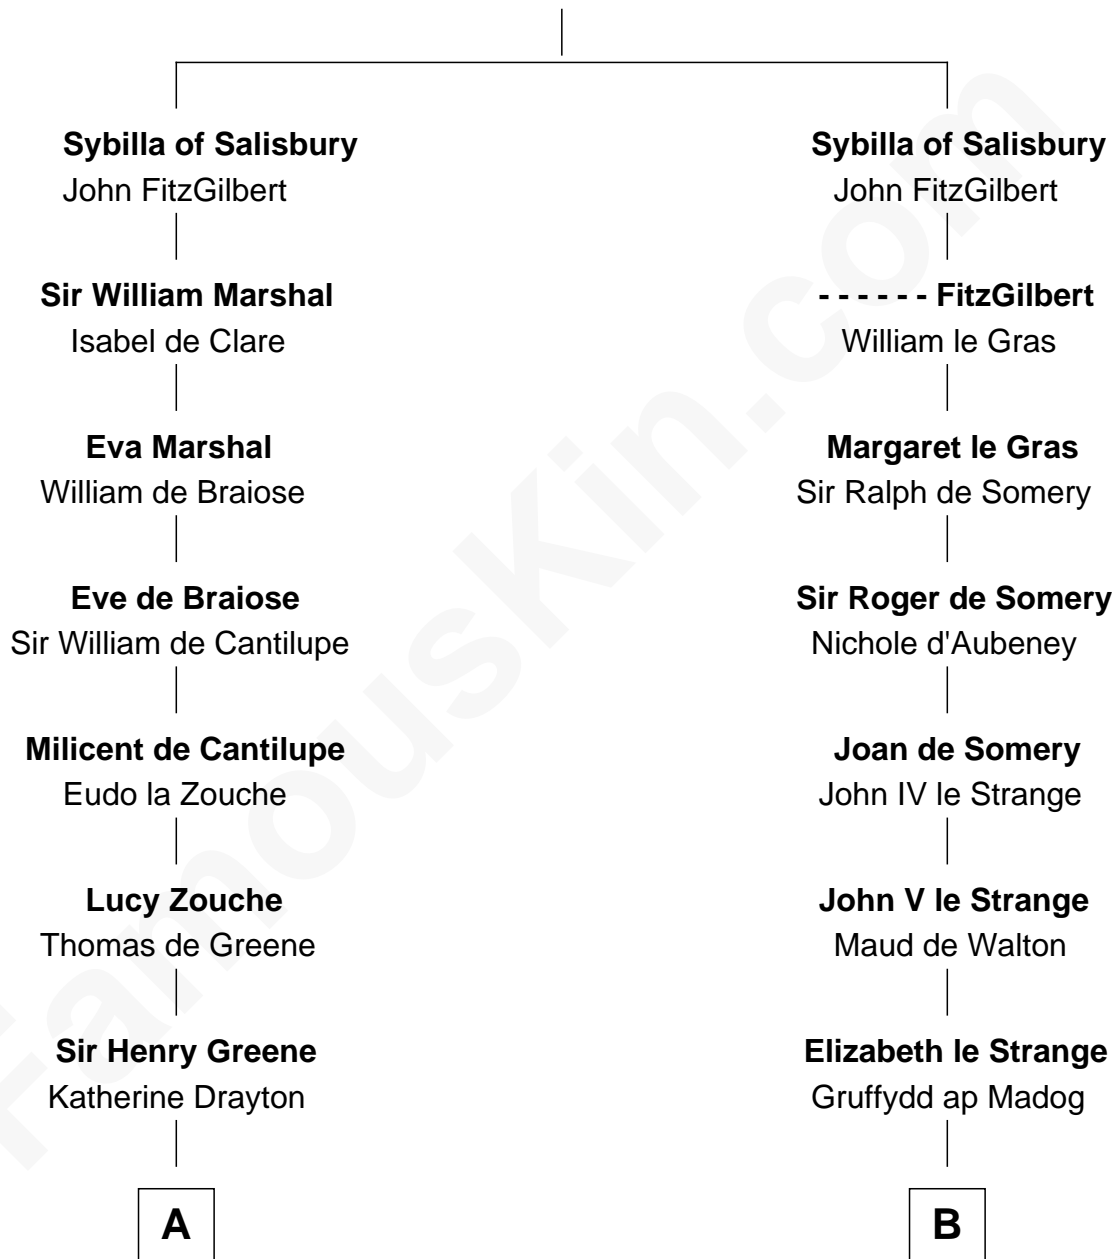 Sybilla of Salisbury
John FitzGilbert
Sir William Marshal
Isabel de Clare
Eva Marshal
William de Braiose
Eve de Braiose
Sir William de Cantilupe
Milicent de Cantilupe
Eudo la Zouche
Lucy Zouche
Thomas de Greene
Sir Henry Greene
Katherine Drayton
A
Sybilla of Salisbury
John FitzGilbert
- - - - - - FitzGilbert
William le Gras
Margaret le Gras
Sir Ralph de Somery
Sir Roger de Somery
Nichole d'Aubeney
Joan de Somery
John IV le Strange
John V le Strange
Maud de Walton
Elizabeth le Strange
Gruffydd ap Madog
B
FamousKin.com